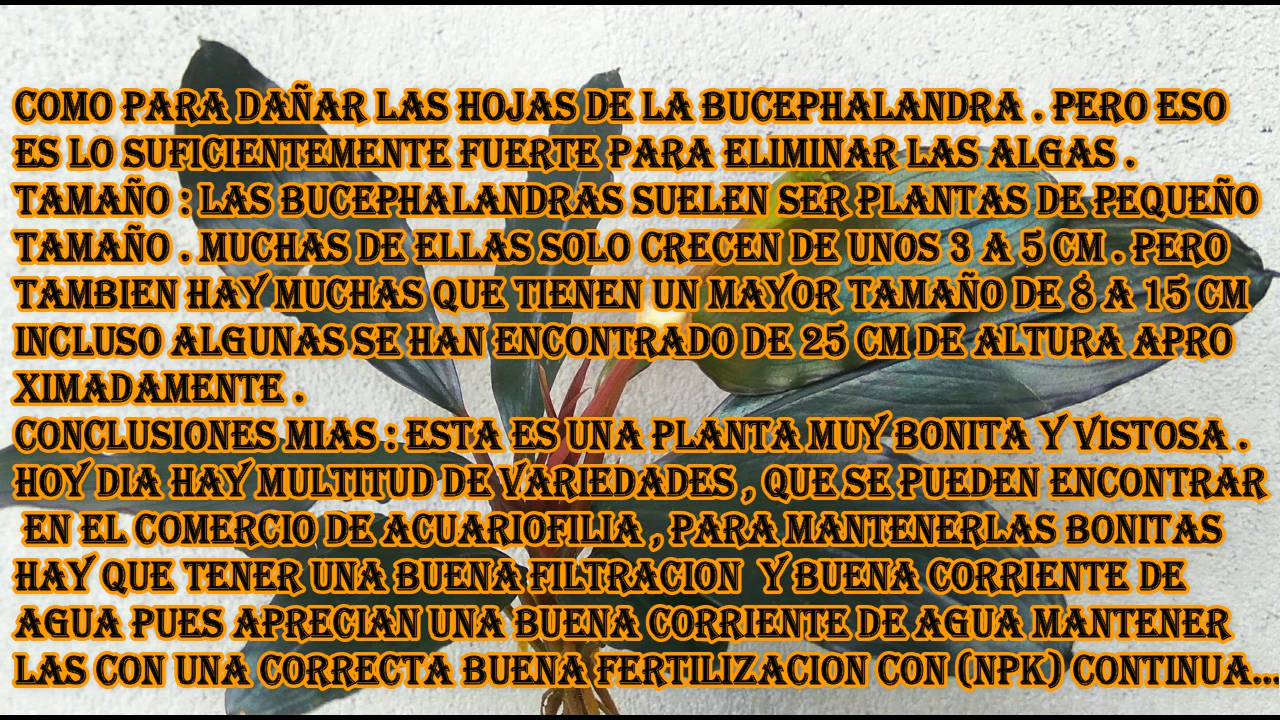 COMO PARA DAÑAR LAS HOJAS DE LA BUCEPHALANDRA . PERO ESO
ES LO SUFICIENTEMENTE FUERTE PARA ELIMINAR LAS ALGAS .
TAMAÑO : LAS BUCEPHALANDRAS SUELEN SER PLANTAS DE PEQUEÑO
TAMAÑO . MUCHAS DE ELLAS SOLO CRECEN DE UNOS 3 A 5 CM . PERO
TAMBIEN HAY MUCHAS QUE TIENEN UN MAYOR TAMAÑO DE 8 A 15 CM
INCLUSO ALGUNAS SE HAN ENCONTRADO DE 25 CM DE ALTURA APRO
XIMADAMENTE .
CONCLUSIONES MIAS : ESTA ES UNA PLANTA MUY BONITA Y VISTOSA .
HOY DIA HAY MULTITUD DE VARIEDADES , QUE SE PUEDEN ENCONTRAR
EN EL COMERCIO DE ACUARIOFILIA , PARA MANTENERLAS BONITAS
HAY QUE TENER UNA BUENA FILTRACION Y BUENA CORRIENTE DE
AGUA PUES APRECIAN UNA BUENA CORRIENTE DE AGUA MANTENER
LAS CON UNA CORRECTA BUENA FERTILIZACION CON (NPK) CONTINUA...